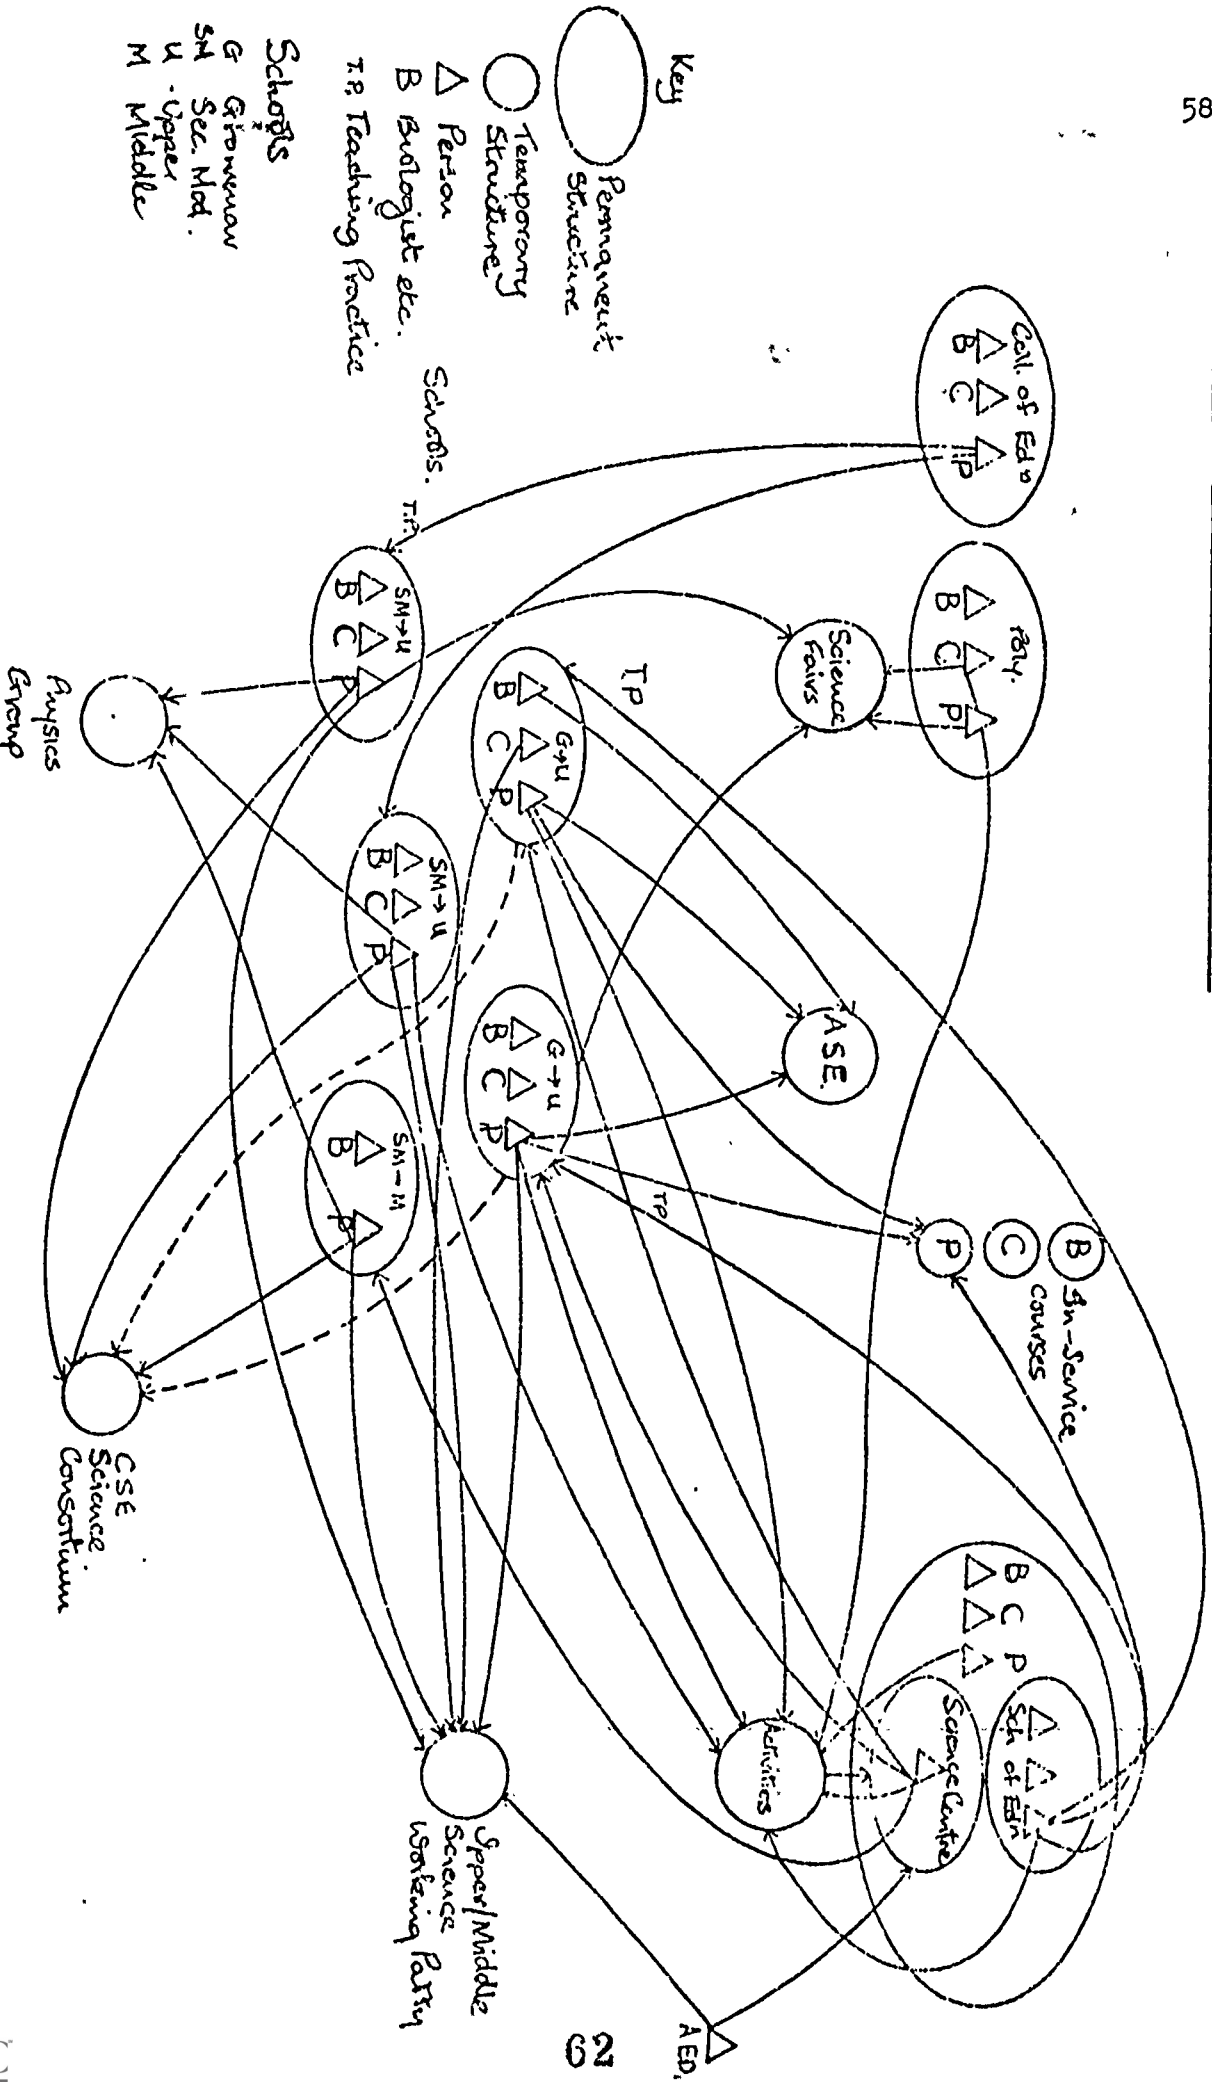 58
Key
Permanent
Structure
Temporary
Structure
Person
B Biologist etc.
T.P. Teaching Practice
Schools
G Grammar
SM Sec. Mod.
U - Upper
M Middle
Coll. of Edn
B C P
Poly.
B C P
Science
Fairs
Schools.
T.P.
SM→U
B C P
TP
G→U
B C P
SM→U
B C P
G→U
B C P
SM→M
B P
ASE.
TP
B
C
P
In-Service
Courses
Physics
Group
CSE
Science
Consortium
B C P
Sch of Edn
Science Centre
Activities
Upper/Middle
Science
Working Party
AED.
62